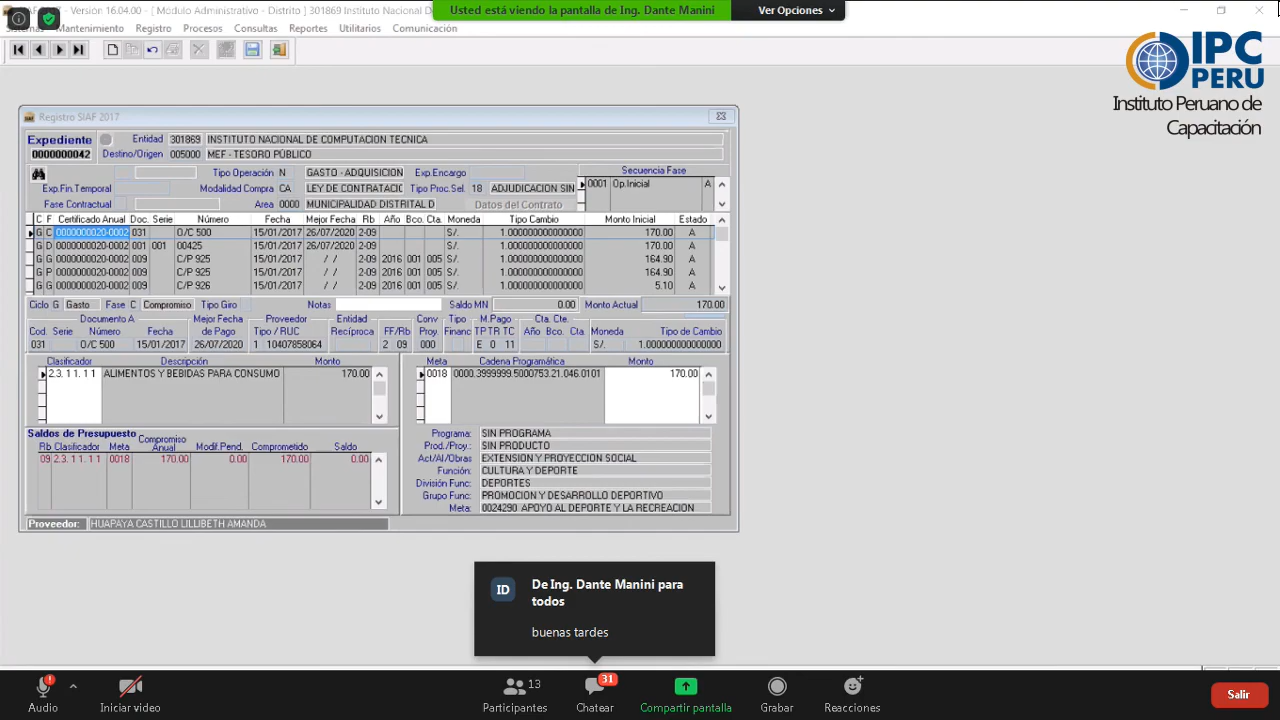 SIAF - Version 16.04.00 - ( Módulo Administrativo - Distrito ) 301869 Instituto Nacional D
Usted está viendo la pantalla de Ing. Dante Manini
Ver Opciones
Mantenimiento Registro Procesos Consultas Reportes Utilitarios Comunicación
IPC
PERU
Instituto Peruano de
Capacitación
Registro SIAF 2017
Expediente Entidad 301869 INSTITUTO NACIONAL DE COMPUTACION TECNICA
0000000042 Destino/Origen 005000 MEF - TESORO PÚBLICO
Tipo Operación N GASTO - ADQUISICION Exp.Encargo Secuencia Fase
Exp.Fin.Temporal Modalidad Compra CA LEY DE CONTRATACIO Tipo Proc.Sel. 18 ADJUDICACION SIN 0001 Op.Inicial A
Fase Contractual Area 0000 MUNICIPALIDAD DISTRITAL D Datos del Contrato
C F Certificado Anual Doc. Serie Número Fecha Mejor Fecha Rb Año Bco. Cta. Moneda Tipo Cambio Monto Inicial Estado
G C 0000000020-0002 031 O/C 500 15/01/2017 26/07/2020 2-09 S/. 1.000000000000 170.00 A
G D 0000000020-0002 001 001 00425 15/01/2017 26/07/2020 2-09 S/. 1.000000000000 170.00 A
G G 0000000020-0002 009 C/P 925 15/01/2017 / / 2-09 2016 001 005 S/. 1.000000000000 164.90 A
G P 0000000020-0002 009 C/P 925 15/01/2017 / / 2-09 2016 001 005 S/. 1.000000000000 164.90 A
G G 0000000020-0002 009 C/P 926 15/01/2017 / / 2-09 2016 001 005 S/. 1.000000000000 5.10 A
Ciclo G Gasto Fase C Compromiso Tipo Giro Notas Saldo MN 0.00 Monto Actual 170.00
Documento A Mejor Fecha Proveedor Entidad Conv Tipo M.Pago Cta. Cte.
Cod. Serie Número Fecha de Pago Tipo / RUC Recíproca FF/Rb Proy. Financ TP TR TC Año Bco. Cta. Moneda Tipo de Cambio
031 O/C 500 15/01/2017 26/07/2020 1 10407858064 2 09 000 E 0 11 S/. 1.000000000000
Clasificador Descripción Monto Meta Cadena Programática Monto
2.3. 1 1. 1 1 ALIMENTOS Y BEBIDAS PARA CONSUMO 170.00 0018 0000.3999999.5000753.21.046.0101 170.00
Saldos de Presupuesto
Rb Clasificador Meta Compromiso Anual Modif.Pend. Comprometido Saldo
09 2.3. 1 1. 1 1 0018 170.00 0.00 170.00 0.00
Programa: SIN PROGRAMA
Prod./Proy.: SIN PRODUCTO
Act/AI/Obras EXTENSION Y PROYECCION SOCIAL
Función: CULTURA Y DEPORTE
División Func: DEPORTES
Grupo Func: PROMOCION Y DESARROLLO DEPORTIVO
Meta: 0024290 APOYO AL DEPORTE Y LA RECREACION
Proveedor: HUAPAYA CASTILLO LILLIBETH AMANDA
ID
De Ing. Dante Manini para
todos
buenas tardes
Audio
Iniciar video
Participantes 13
Chatear 31
Compartir pantalla
Grabar
Reacciones
Salir